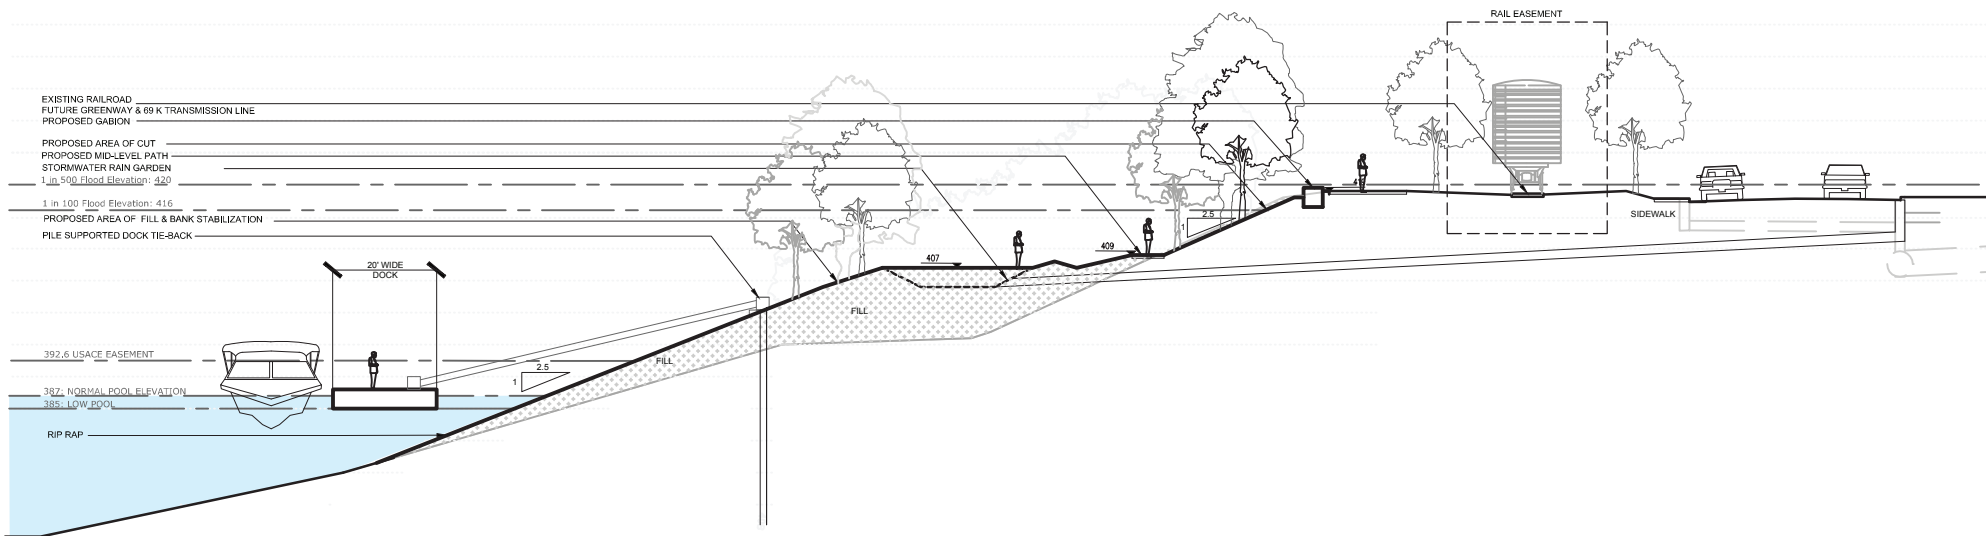 RAIL EASEMENT
EXISTING RAILROAD
FUTURE GREENWAY & 69 K TRANSMISSION LINE
PROPOSED GABION
PROPOSED AREA OF CUT
PROPOSED MID-LEVEL PATH
STORMWATER RAIN GARDEN
1 in 500 Flood Elevation: 420
1 in 100 Flood Elevation: 416
PROPOSED AREA OF FILL & BANK STABILIZATION
PILE SUPPORTED DOCK TIE-BACK
2.5
1
SIDEWALK
409
407
20' WIDE
DOCK
FILL
392.6 USACE EASEMENT
FILL
2.5
1
387: NORMAL POOL ELEVATION
385: LOW POOL
RIP RAP